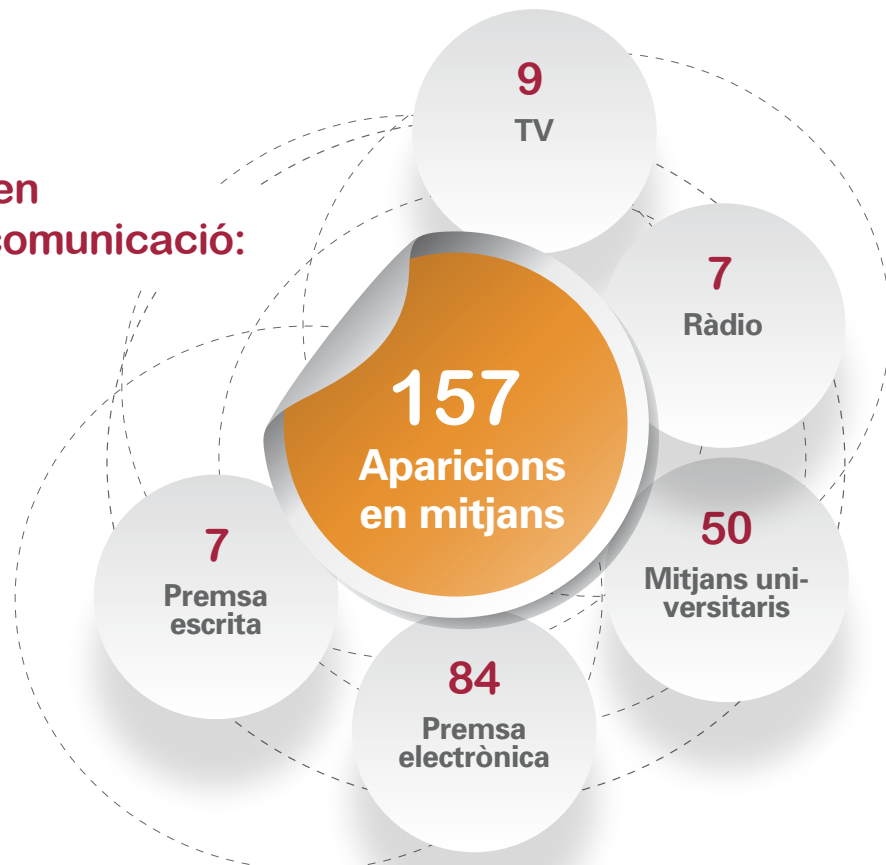 en
comunicació:
9
TV
7
Ràdio
157
Aparicions
en mitjans
50
Mitjans uni-
versitaris
7
Premsa
escrita
84
Premsa
electrònica